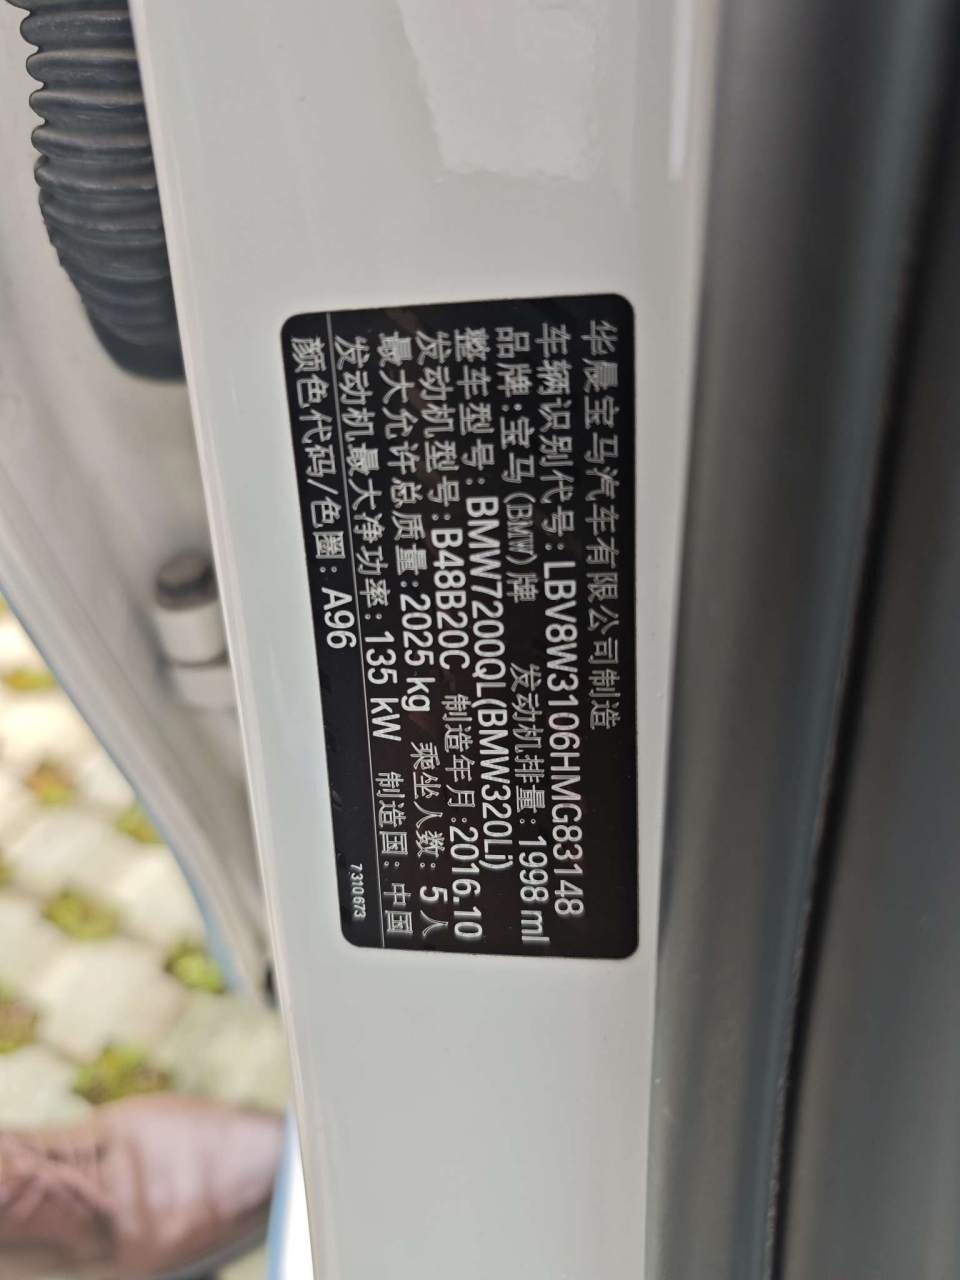 华晨宝马汽车有限公司制造
车辆识别代号:LBV8W3106HMG83148
品牌:宝马(BMW)牌 发动机排量:1998 ml
整车型号:BMW7200QL(BMW320Li)
发动机型号:B48B20C 制造年月:2016.10
最大允许总质量:2025 kg 乘坐人数:5人
发动机最大净功率:135 kW 制造国:中国
颜色代码/色圈:A96 7 310 673